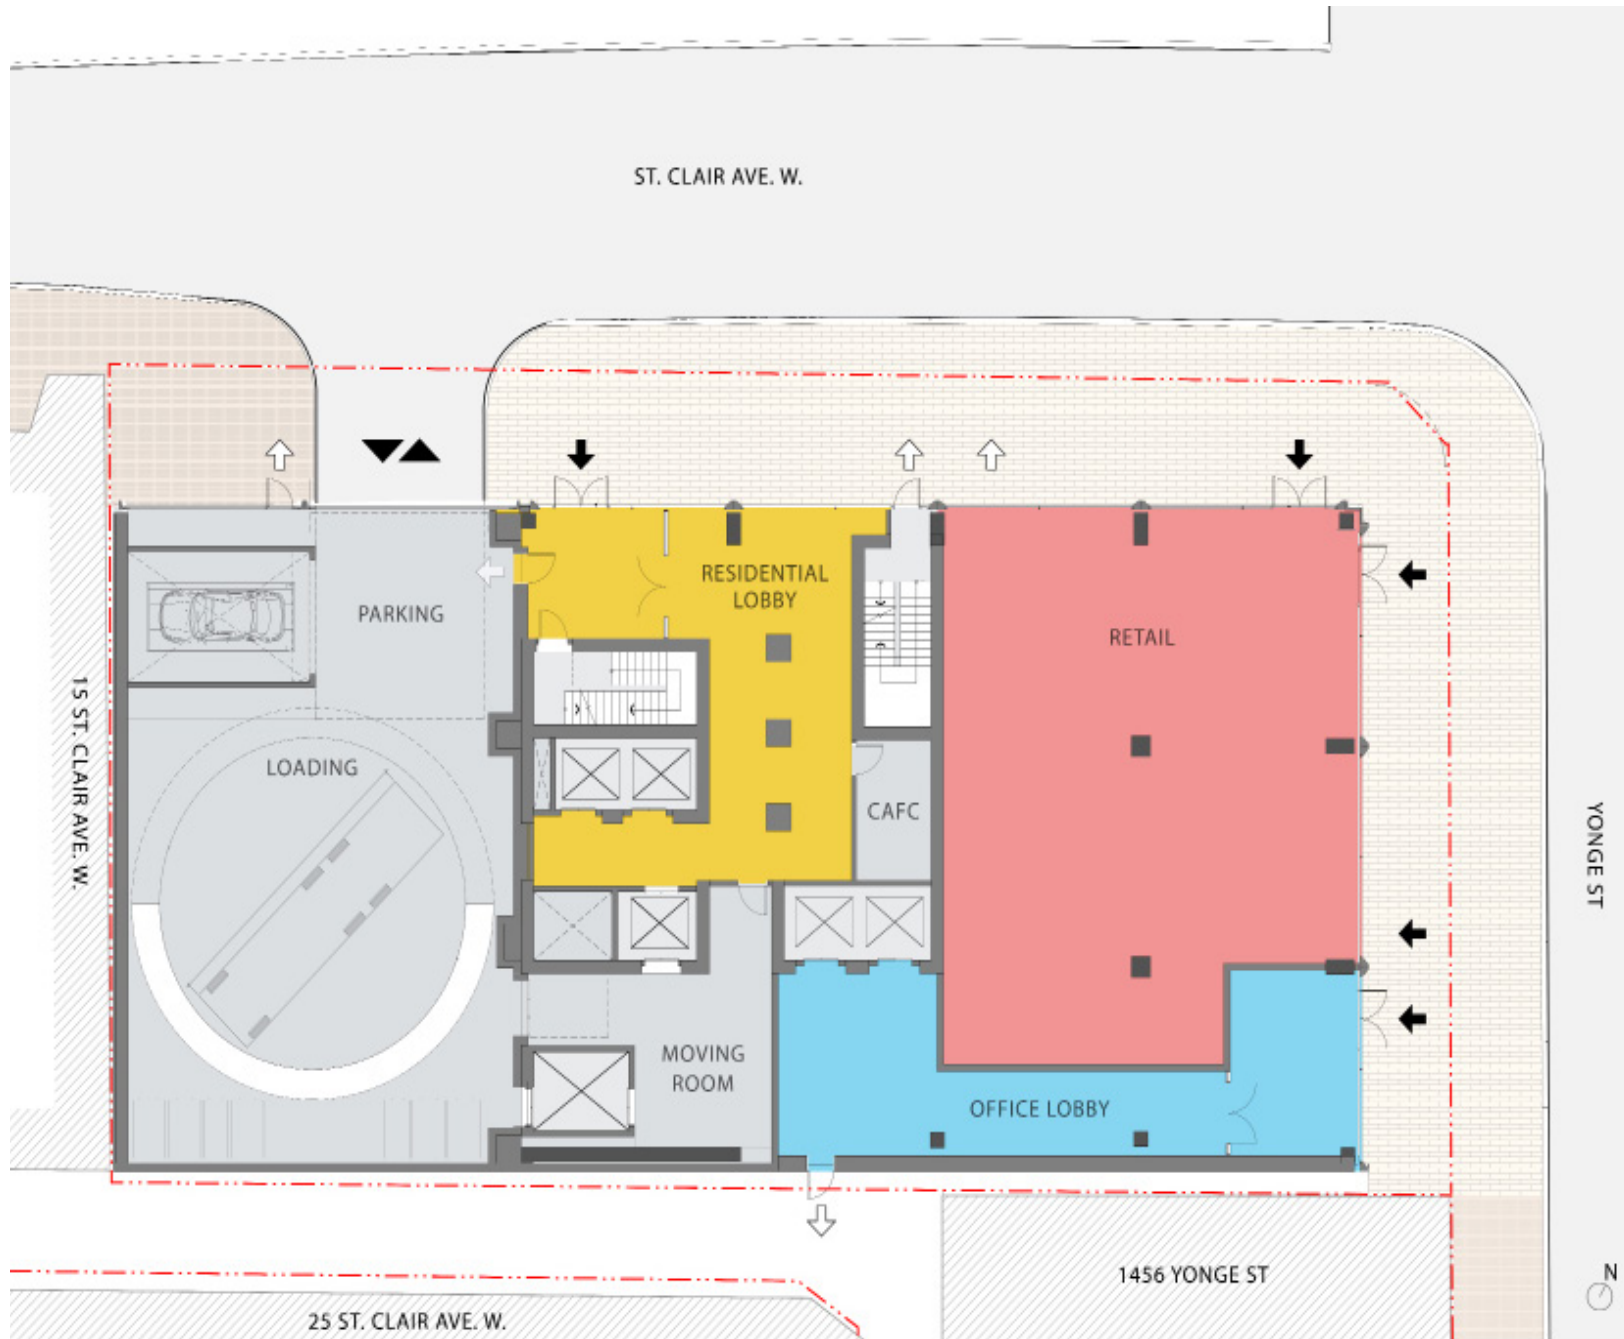 ST. CLAIR AVE. W.
RESIDENTIAL
LOBBY
PARKING
RETAIL
15 ST. CLAIR AVE. W.
LOADING
CAFC
YONGE ST
MOVING
ROOM
OFFICE LOBBY
1456 YONGE ST
N
25 ST. CLAIR AVE. W.